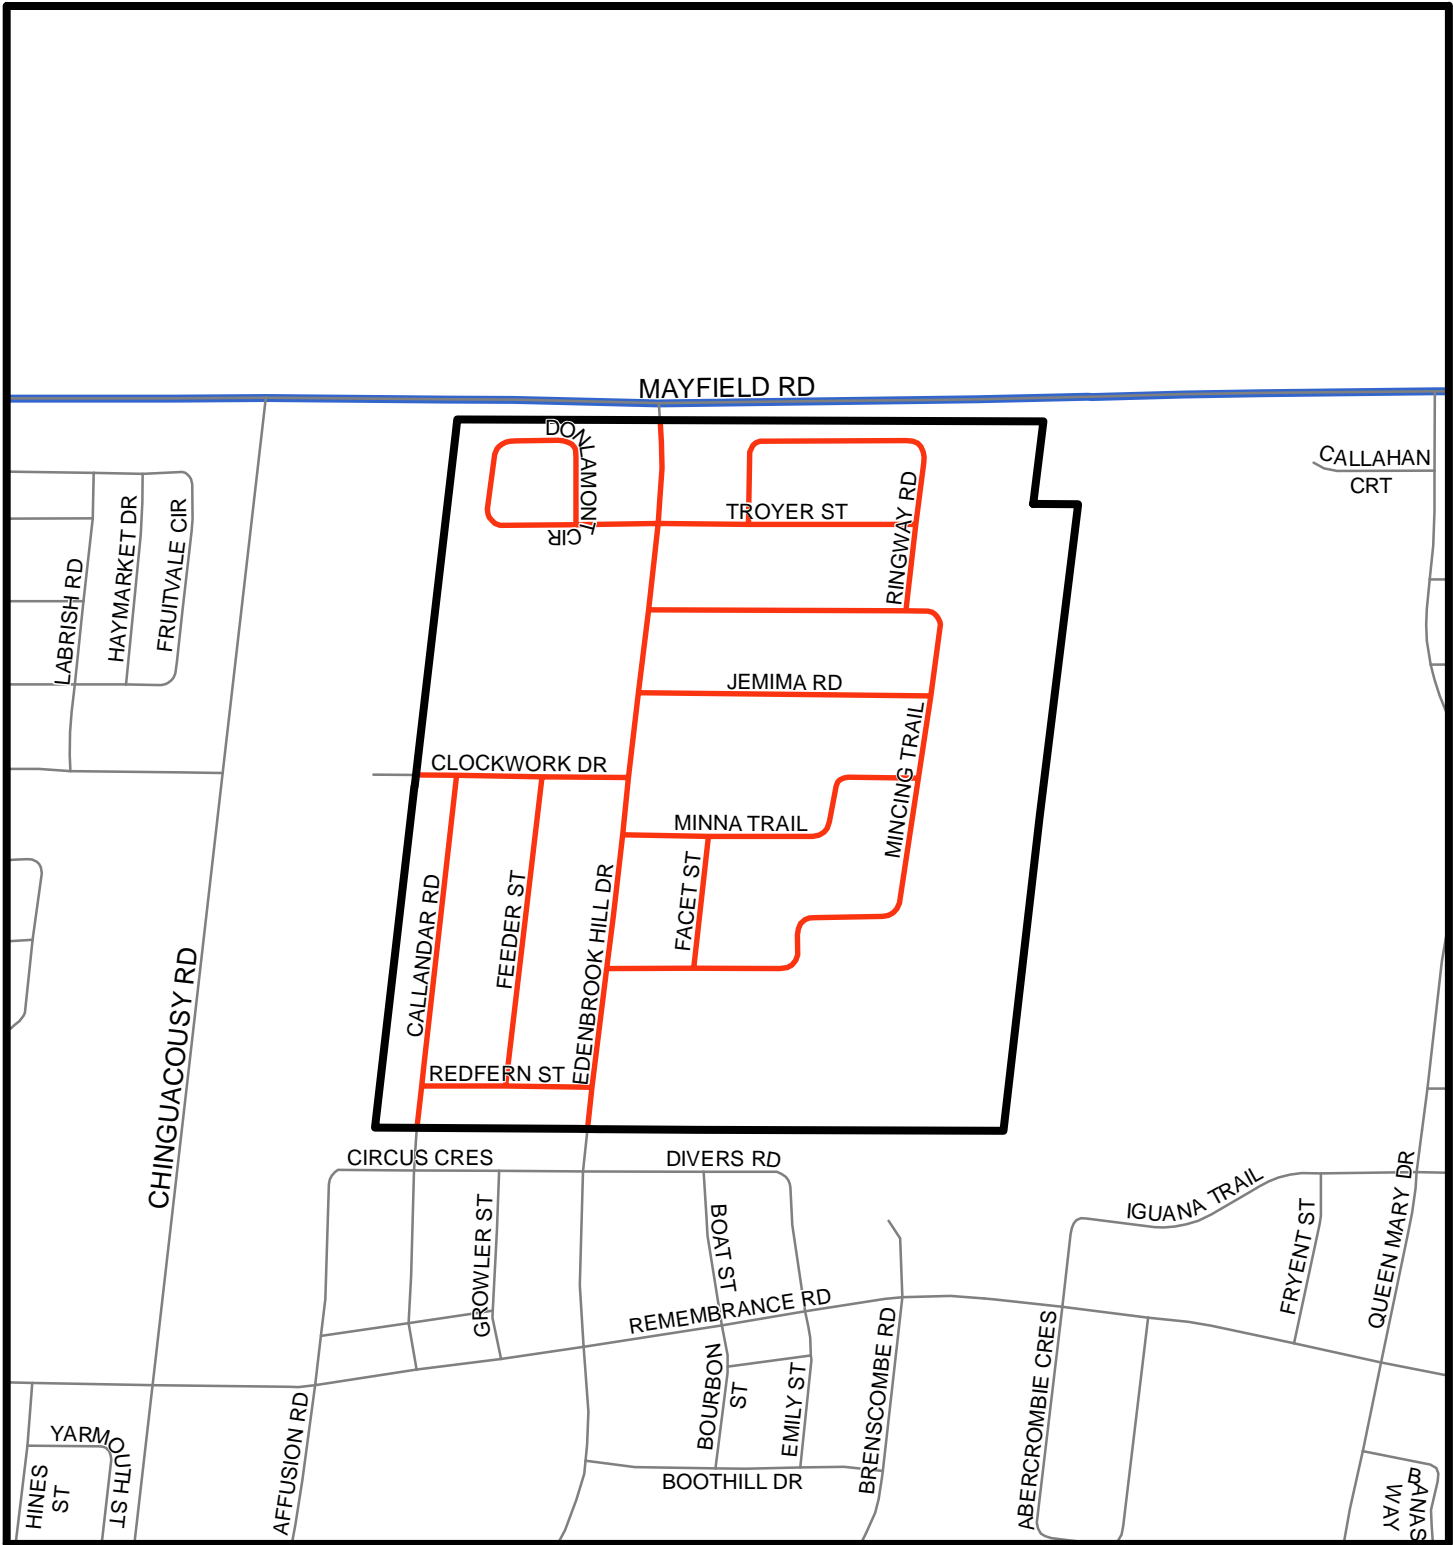 MAYFIELD RD
DONLAMONT
CIR
CALLAHAN
CRT
TROYER ST
RINGWAY RD
LABRISH RD
HAYMARKET DR
FRUITVALE CIR
JEMIMA RD
MINCING TRAIL
CLOCKWORK DR
MINNA TRAIL
FACET ST
CALLANDAR RD
FEEDER ST
EDENBROOK HILL DR
CHINGUACOUSY RD
REDFERN ST
CIRCUS CRES
DIVERS RD
IGUANA TRAIL
GROWLER ST
BOAT ST
FRYENT ST
QUEEN MARY DR
REMEMBRANCE RD
BOURBON
ST
EMILY ST
BRENSCOMBE RD
ABERCROMBIE CRES
AFFUSION RD
YARMOUTH ST
HINES
ST
BOOTHILL DR
BANAS
WAY